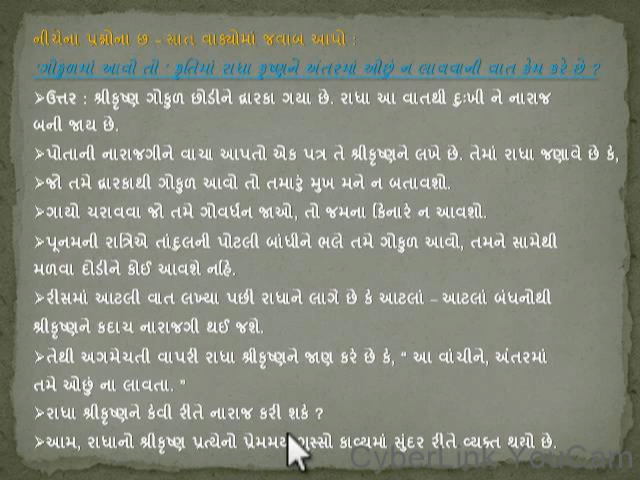 નીચેના પ્રશ્નોના છ – સાત વાક્યોમાં જવાબ આપો :
'ગોકુળમાં આવો તો ' કૃતિમાં રાધા કૃષ્ણને અંતરમાં ઓછું ન લાવવાની વાત કેમ કરે છે ?
➢ઉત્તર : શ્રીકૃષ્ણ ગોકુળ છોડીને દ્વારકા ગયા છે. રાધા આ વાતથી દુઃખી ને નારાજ
બની જાય છે.
➢પોતાની નારાજગીને વાચા આપતો એક પત્ર તે શ્રીકૃષ્ણને લખે છે. તેમાં રાધા જણાવે છે કે,
➢જો તમે દ્વારકાથી ગોકુળ આવો તો તમારું મુખ મને ન બતાવશો.
➢ગાયો ચરાવવા જો તમે ગોવર્ધન જાઓ, તો જમના કિનારે ન આવશો.
➢પૂનમની રાત્રિએ તાંદુલની પોટલી બાંધીને ભલે તમે ગોકુળ આવો, તમને સામેથી
મળવા દોડીને કોઈ આવશે નહિ.
➢રીસમાં આટલી વાત લખ્યા પછી રાધાને લાગે છે કે આટલાં – આટલાં બંધનોથી
શ્રીકૃષ્ણને કદાચ નારાજગી થઈ જશે.
➢તેથી અગમચેતી વાપરી રાધા શ્રીકૃષ્ણને જાણ કરે છે કે, “ આ વાંચીને, અંતરમાં
તમે ઓછું ના લાવતા. ”
➢રાધા શ્રીકૃષ્ણને કેવી રીતે નારાજ કરી શકે ?
➢આમ, રાધાનો શ્રીકૃષ્ણ પ્રત્યેનો પ્રેમમય ગુસ્સો કાવ્યમાં સુંદર રીતે વ્યક્ત થયો છે.
CyberLink YouCam